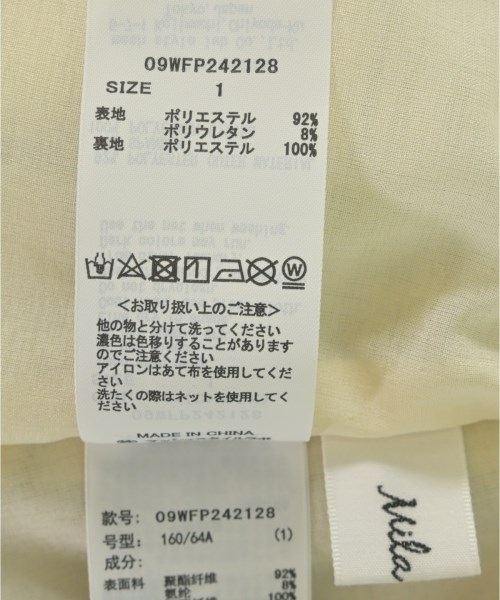 09WFP242128
SIZE 1
表地 ポリエステル 92%
ポリウレタン 8%
裏地 ポリエステル 100%
<お取り扱い上のご注意>
他の物と分けて洗ってください
濃色は色移りすることがあります
のでご注意ください
アイロンはあて布を使用してくだ
さい
洗たくの際はネットを使用してく
ださい
MADE IN CHINA
款号: 09WFP242128
号型: 160/64A (1)
成分:
表面料 聚酯纤维 92%
氨纶 8%
100%
Mila